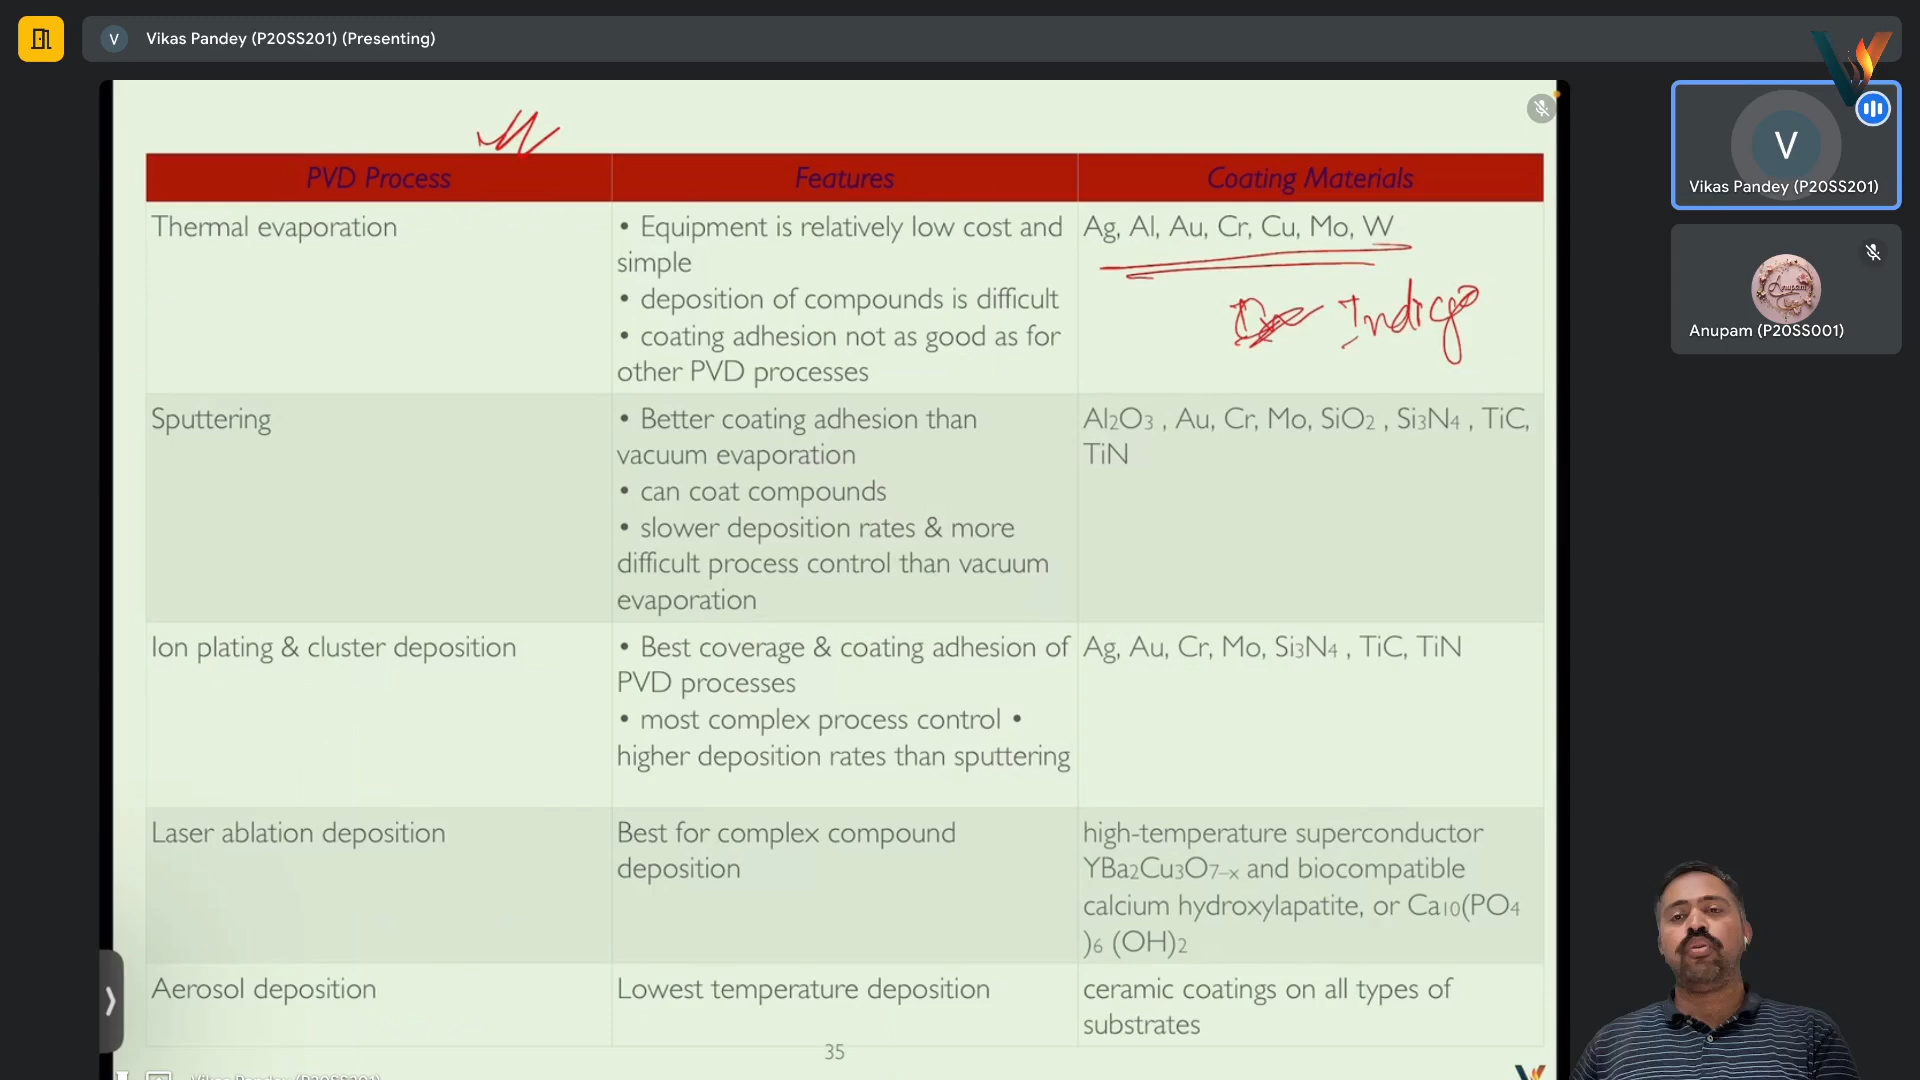 V Vikas Pandey (P20SS201) (Presenting)
PVD Process Features Coating Materials
Thermal evaporation
• Equipment is relatively low cost and
simple
• deposition of compounds is difficult
• coating adhesion not as good as for
other PVD processes
Ag, Al, Au, Cr, Cu, Mo, W
Indigo
Sputtering
• Better coating adhesion than
vacuum evaporation
• can coat compounds
• slower deposition rates & more
difficult process control than vacuum
evaporation
Al2O3 , Au, Cr, Mo, SiO2 , Si3N4 , TiC,
TiN
Ion plating & cluster deposition
• Best coverage & coating adhesion of
PVD processes
• most complex process control •
higher deposition rates than sputtering
Ag, Au, Cr, Mo, Si3N4 , TiC, TiN
Laser ablation deposition
Best for complex compound
deposition
high-temperature superconductor
YBa2Cu3O7–x and biocompatible
calcium hydroxylapatite, or Ca10(PO4
)6 (OH)2
Aerosol deposition
Lowest temperature deposition
ceramic coatings on all types of
substrates
35
V
Vikas Pandey (P20SS201)
Anupam
Anupam (P20SS001)